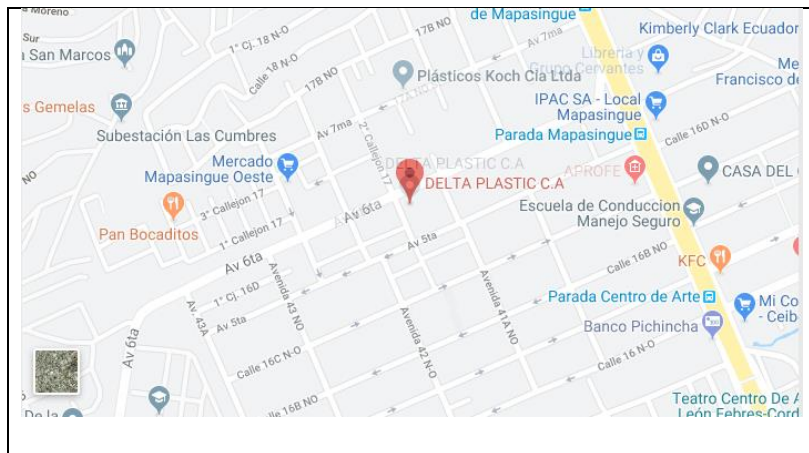 de Mapasingue
Moreno
Sur
San Marcos
1° Cj. 18 N-O
Calle 18 N-O
17B NO
17B NO
Av 7ma
Kimberly Clark Ecuador
Librería y
Grupo Cervantes
Plásticos Koch Cia Ltda
17A NO
Me
Francisco de
s Gemelas
IPAC SA - Local
Mapasingue
Subestación Las Cumbres
Av 7ma
2° Callejon 17
Parada Mapasingue
Calle 16D N-O
Mercado
Mapasingue Oeste
DELTA PLASTIC C.A
DELTA PLASTIC C.A
APROFE
CASA DEL
NO
3° Callejon 17
1° Callejon 17
Pan Bocaditos
Av 6ta
Escuela de Conduccion
Manejo Seguro
Av 5ta
Av 6ta
Calle 16B NO
KFC
1° Cj. 16D
Av. 43A
Av 5ta
Avenida 43 NO
Avenida 41A NO
Parada Centro de Arte
Mi Co
- Ceib
Av 6ta
Avenida 42 N-O
Banco Pichincha
Calle 16C N-O
Calle 16 N-O
Calle 16B NO
De la
Teatro Centro De A
León Febres-Cord